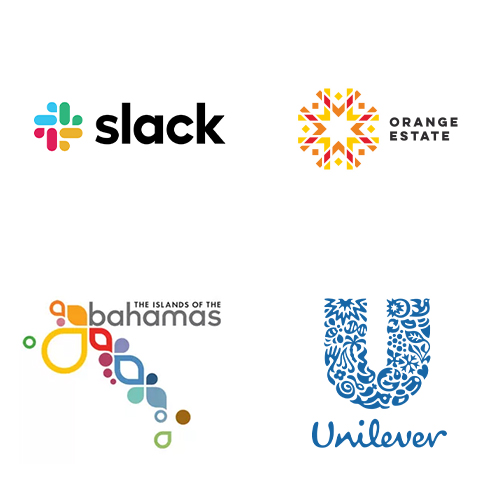 slack
ORANGE
ESTATE
THE ISLANDS OF THE
bahamas
U
Unilever